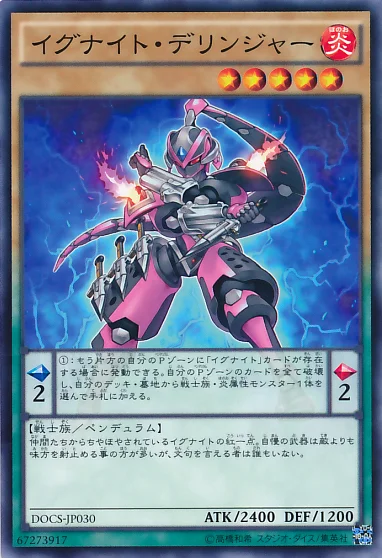 イグナイト・デリンジャー
炎
ほのお
①：もう片方の自分のＰゾーンに「イグナイト」カードが存在
する場合に発動できる。自分のＰゾーンのカードを全て破壊
し、自分のデッキ・墓地から戦士族・炎属性モンスター１体を
選んで手札に加える。
2
2
【戦士族／ペンデュラム】
仲間たちからちやほやされているイグナイトの紅一点。自慢の武器は敵よりも
味方を射止める事の方が多いが、文句を言える者は誰もいない。
DOCS-JP030
ATK/2400 DEF/1200
67273917
©高橋和希 スタジオ・ダイス/集英社